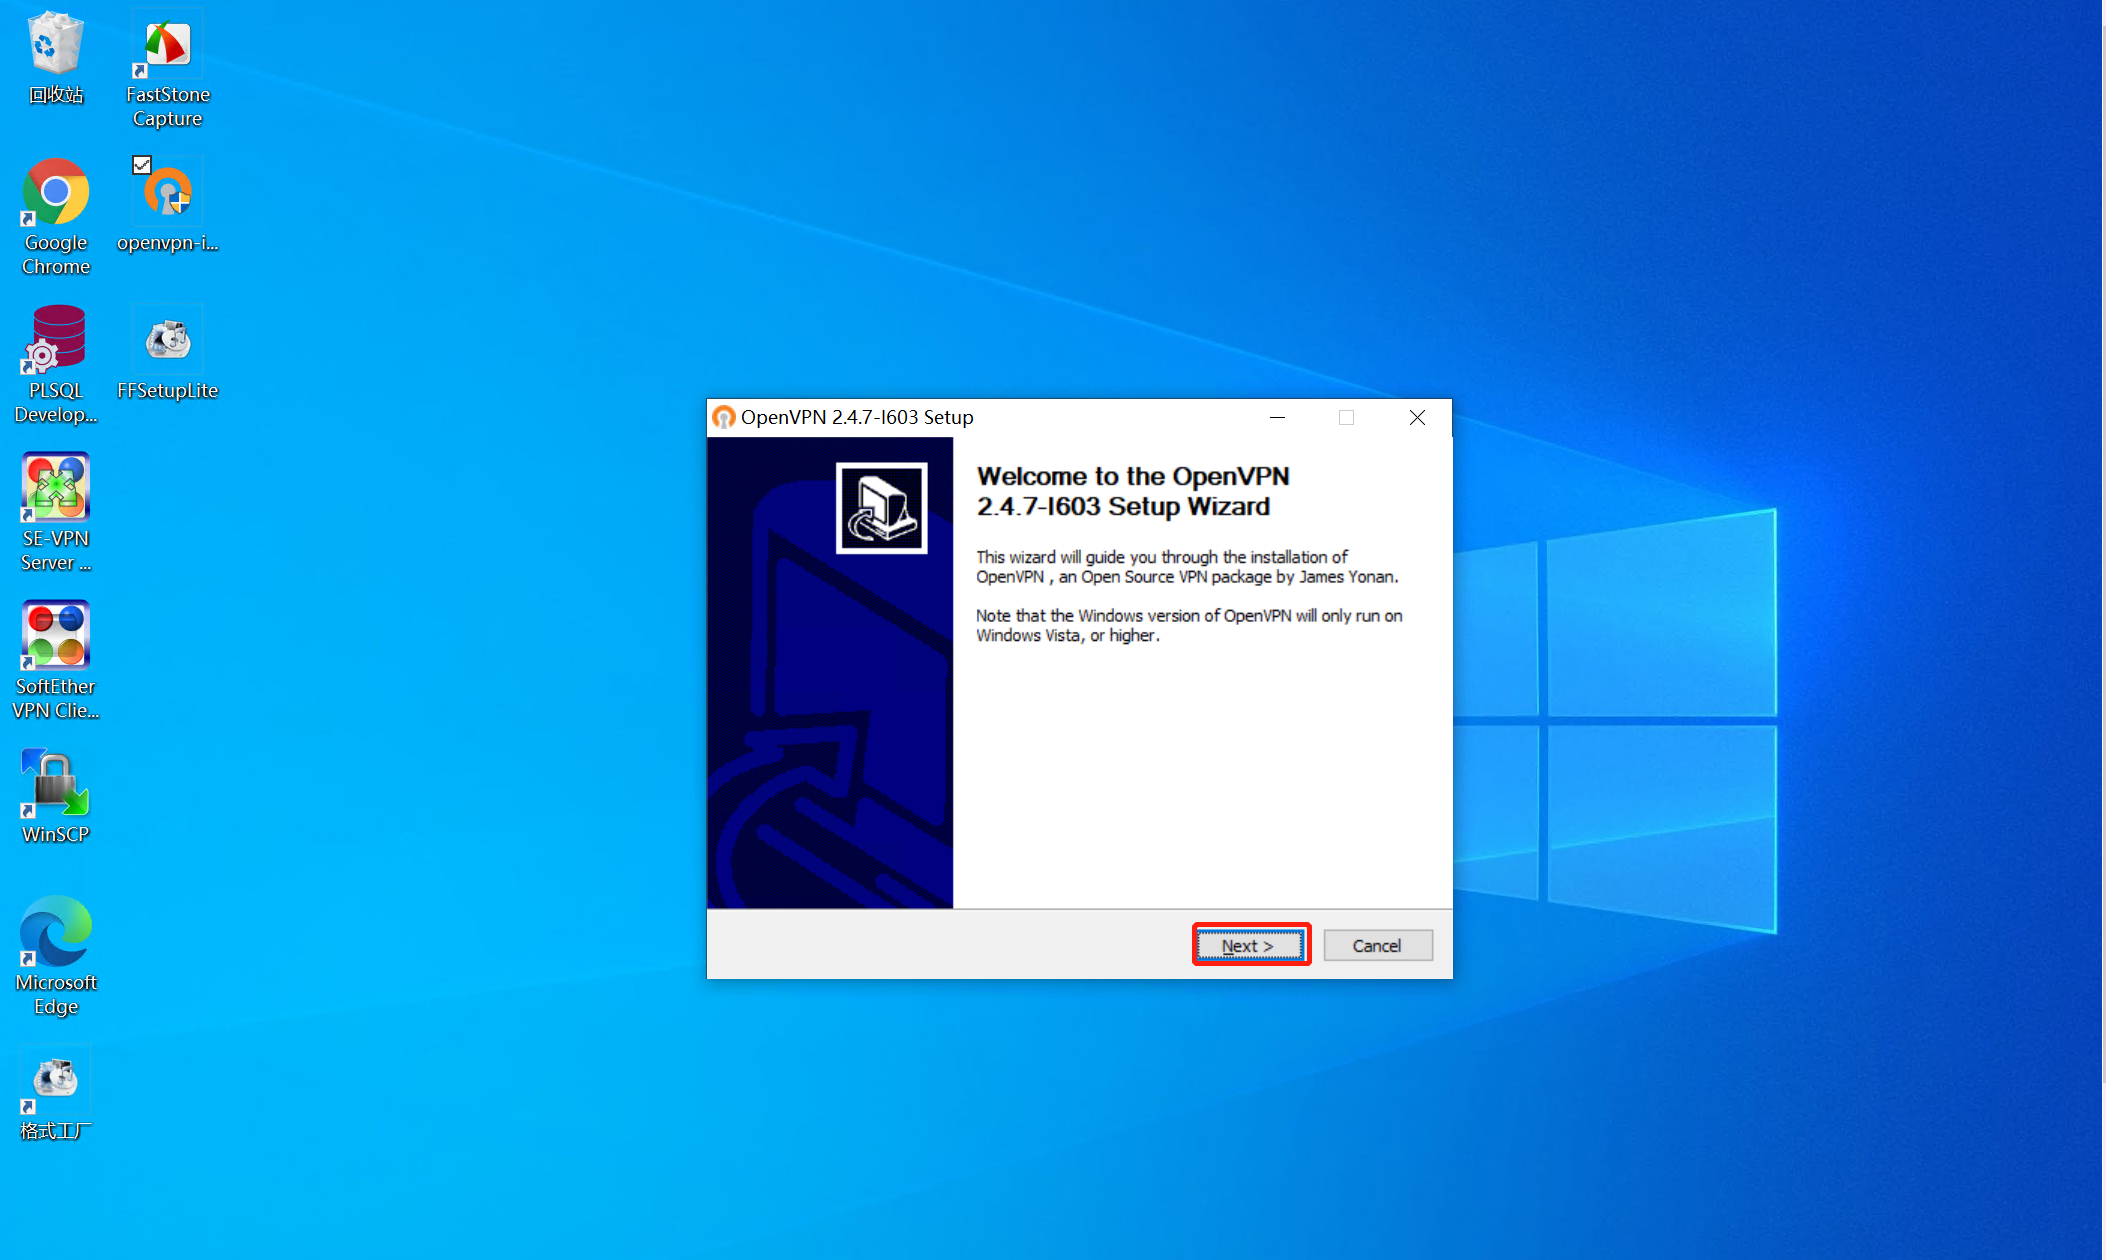 回收站
FastStone
Capture
Google
Chrome
openvpn-i...
PLSQL
Develop...
FFSetupLite
SE-VPN
Server ...
SoftEther
VPN Clie...
WinSCP
Microsoft
Edge
格式工厂
OpenVPN 2.4.7-I603 Setup
Welcome to the OpenVPN
2.4.7-I603 Setup Wizard
This wizard will guide you through the installation of
OpenVPN , an Open Source VPN package by James Yonan.
Note that the Windows version of OpenVPN will only run on
Windows Vista, or higher.
Next >
Cancel